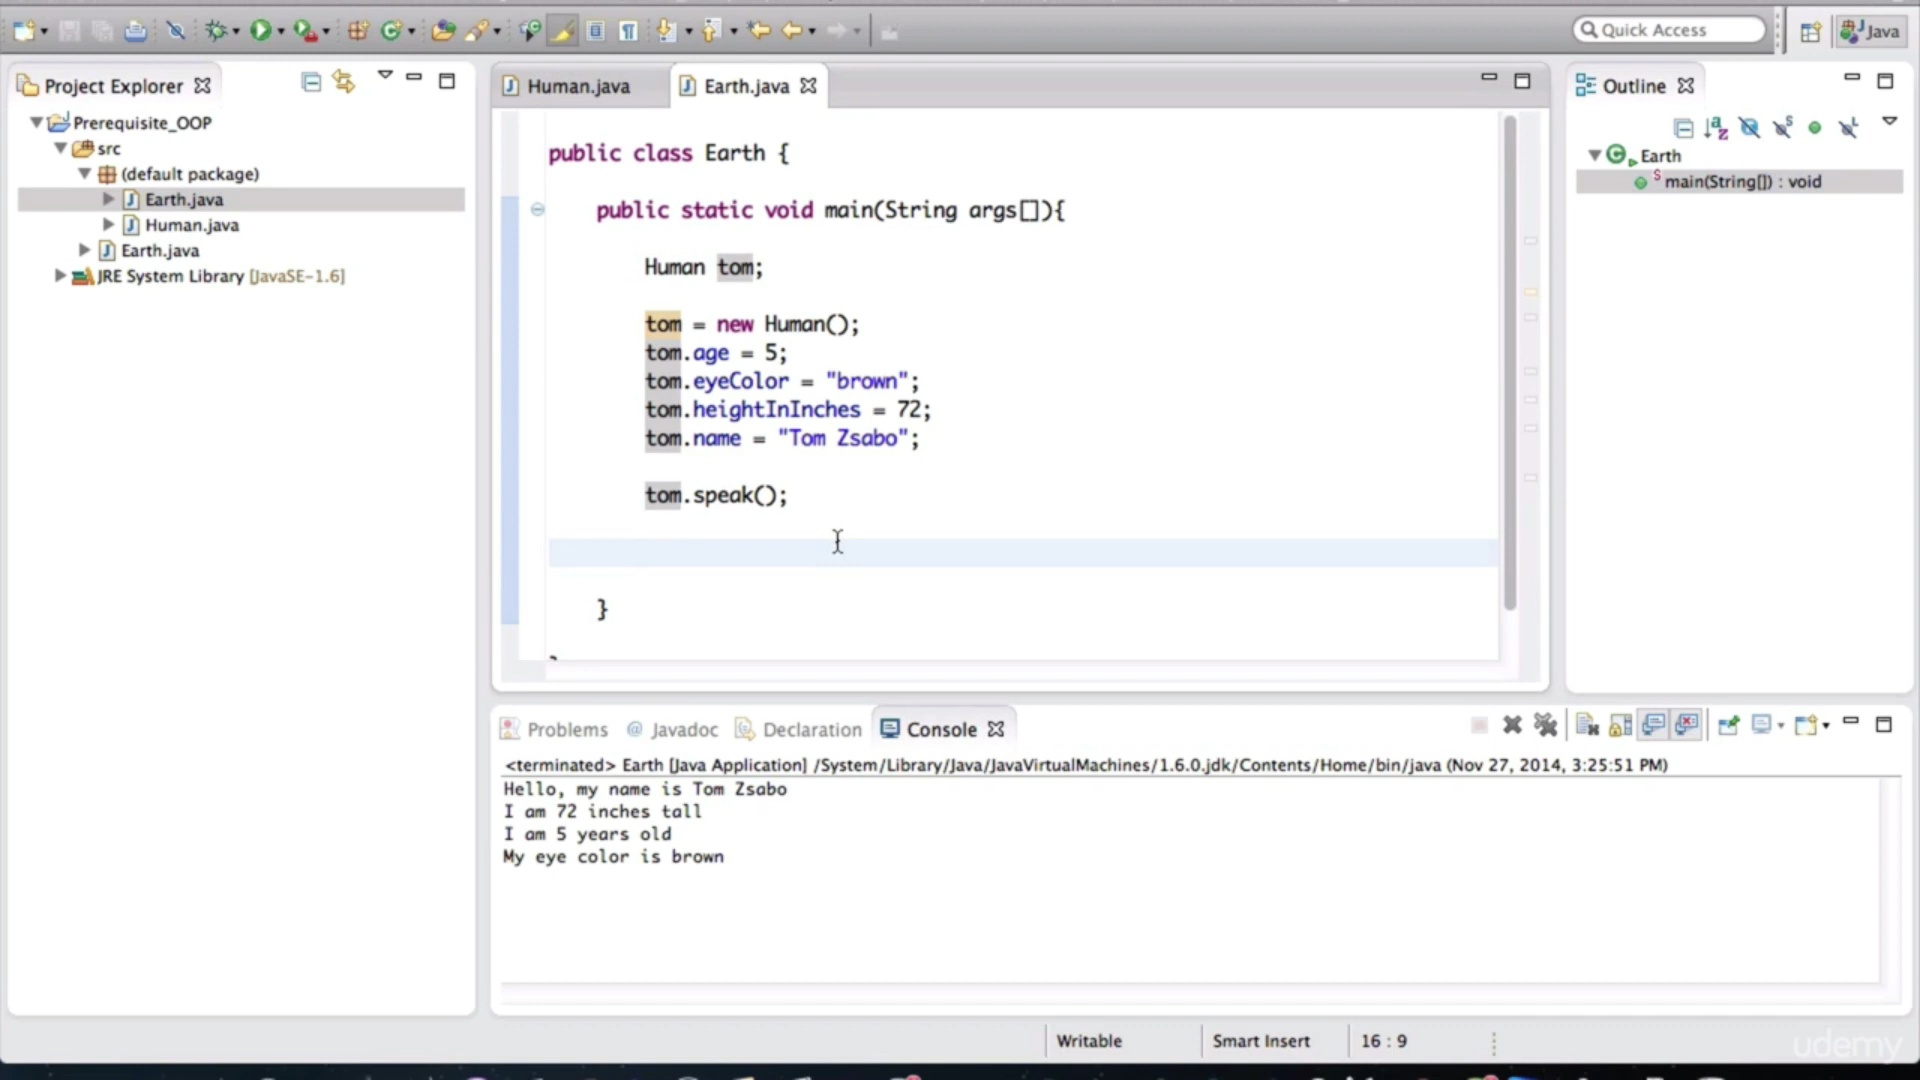 Quick Access
Java
Project Explorer
Prerequisite_OOP
src
(default package)
Earth.java
Human.java
Earth.java
JRE System Library [JavaSE-1.6]
Human.java
Earth.java
public class Earth {
public static void main(String args[]){
Human tom;
tom = new Human();
tom.age = 5;
tom.eyeColor = "brown";
tom.heightInInches = 72;
tom.name = "Tom Zsabo";
tom.speak();
}
Outline
Earth
main(String[]) : void
Problems
Javadoc
Declaration
Console
<terminated> Earth [Java Application] /System/Library/Java/JavaVirtualMachines/1.6.0.jdk/Contents/Home/bin/java (Nov 27, 2014, 3:25:51 PM)
Hello, my name is Tom Zsabo
I am 72 inches tall
I am 5 years old
My eye color is brown
Writable
Smart Insert
16 : 9
udemy